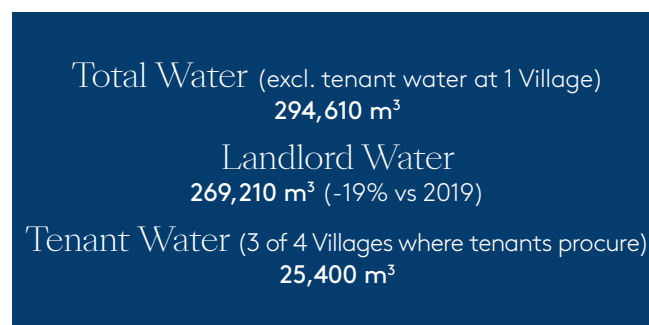 Total Water (excl. tenant water at 1 Village)
294,610 m³
Landlord Water
269,210 m³ (-19% vs 2019)
Tenant Water (3 of 4 Villages where tenants procure)
25,400 m³